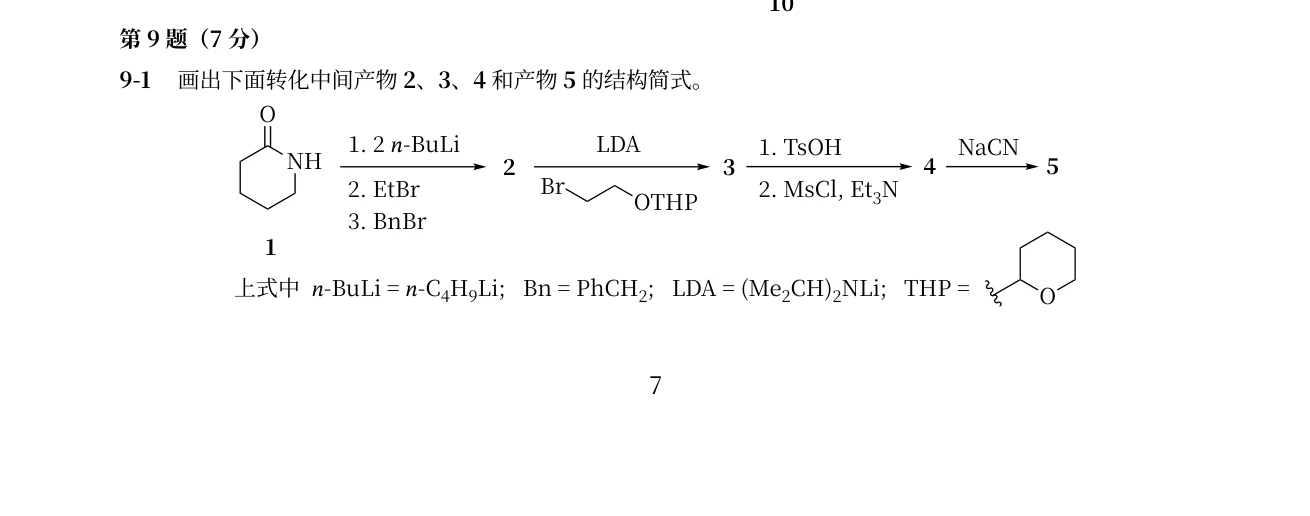 10
第 9 题（7 分）
9-1 画出下面转化中间产物 2、3、4 和产物 5 的结构简式。
O
NH
1
1. 2 n-BuLi
2. EtBr
3. BnBr
2
LDA
Br
OTHP
3
1. TsOH
2. MsCl, Et₃N
4
NaCN
5
上式中 n-BuLi = n-C₄H₉Li; Bn = PhCH₂; LDA = (Me₂CH)₂NLi; THP =
O
7